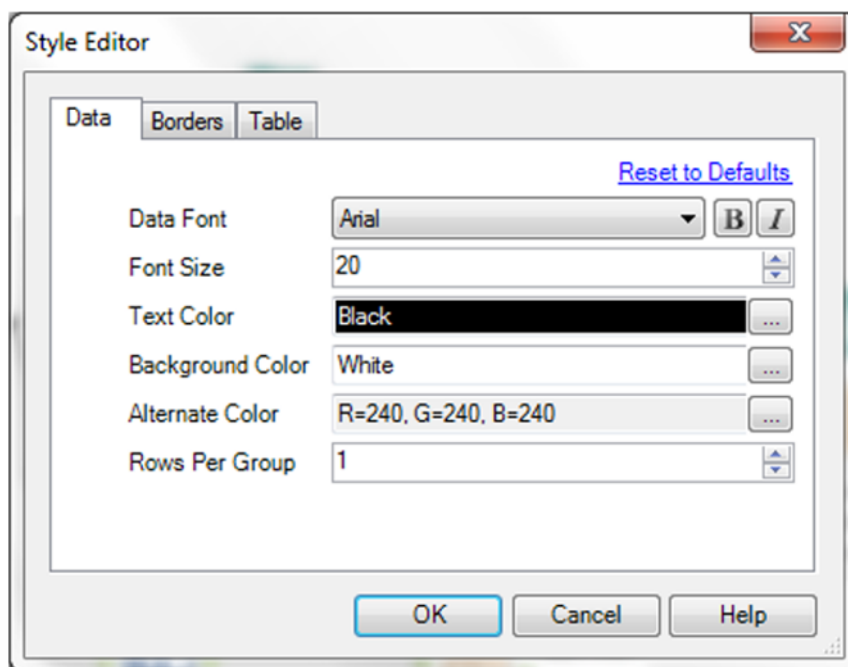 Style Editor
Data Borders Table
Reset to Defaults
Data Font Arial B I
Font Size 20
Text Color Black ...
Background Color White ...
Alternate Color R=240, G=240, B=240 ...
Rows Per Group 1
OK Cancel Help